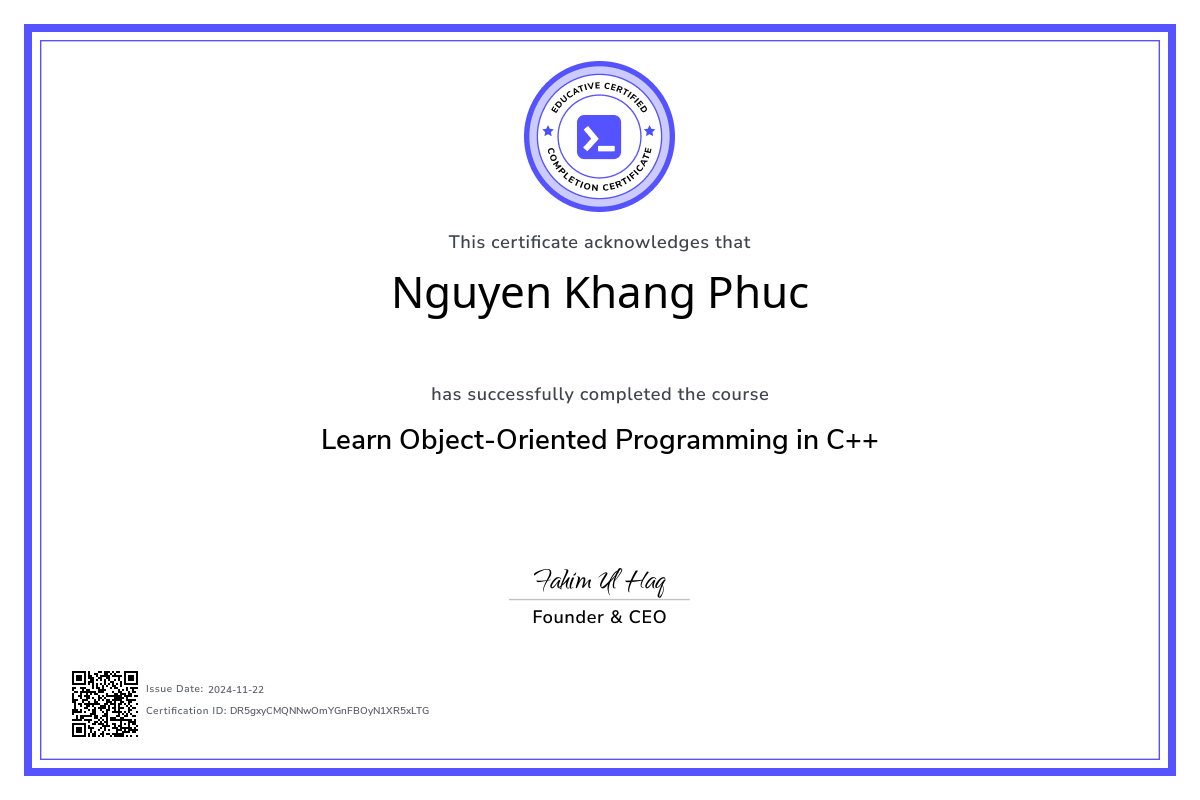 EDUCATIVE CERTIFIED
COMPLETION CERTIFICATE
This certificate acknowledges that
Nguyen Khang Phuc
has successfully completed the course
Learn Object-Oriented Programming in C++
Fahim Ul Haq
Founder & CEO
Issue Date: 2024-11-22
Certification ID: DR5gxyCMQNNwOmYGnFBOyN1XR5xLTG